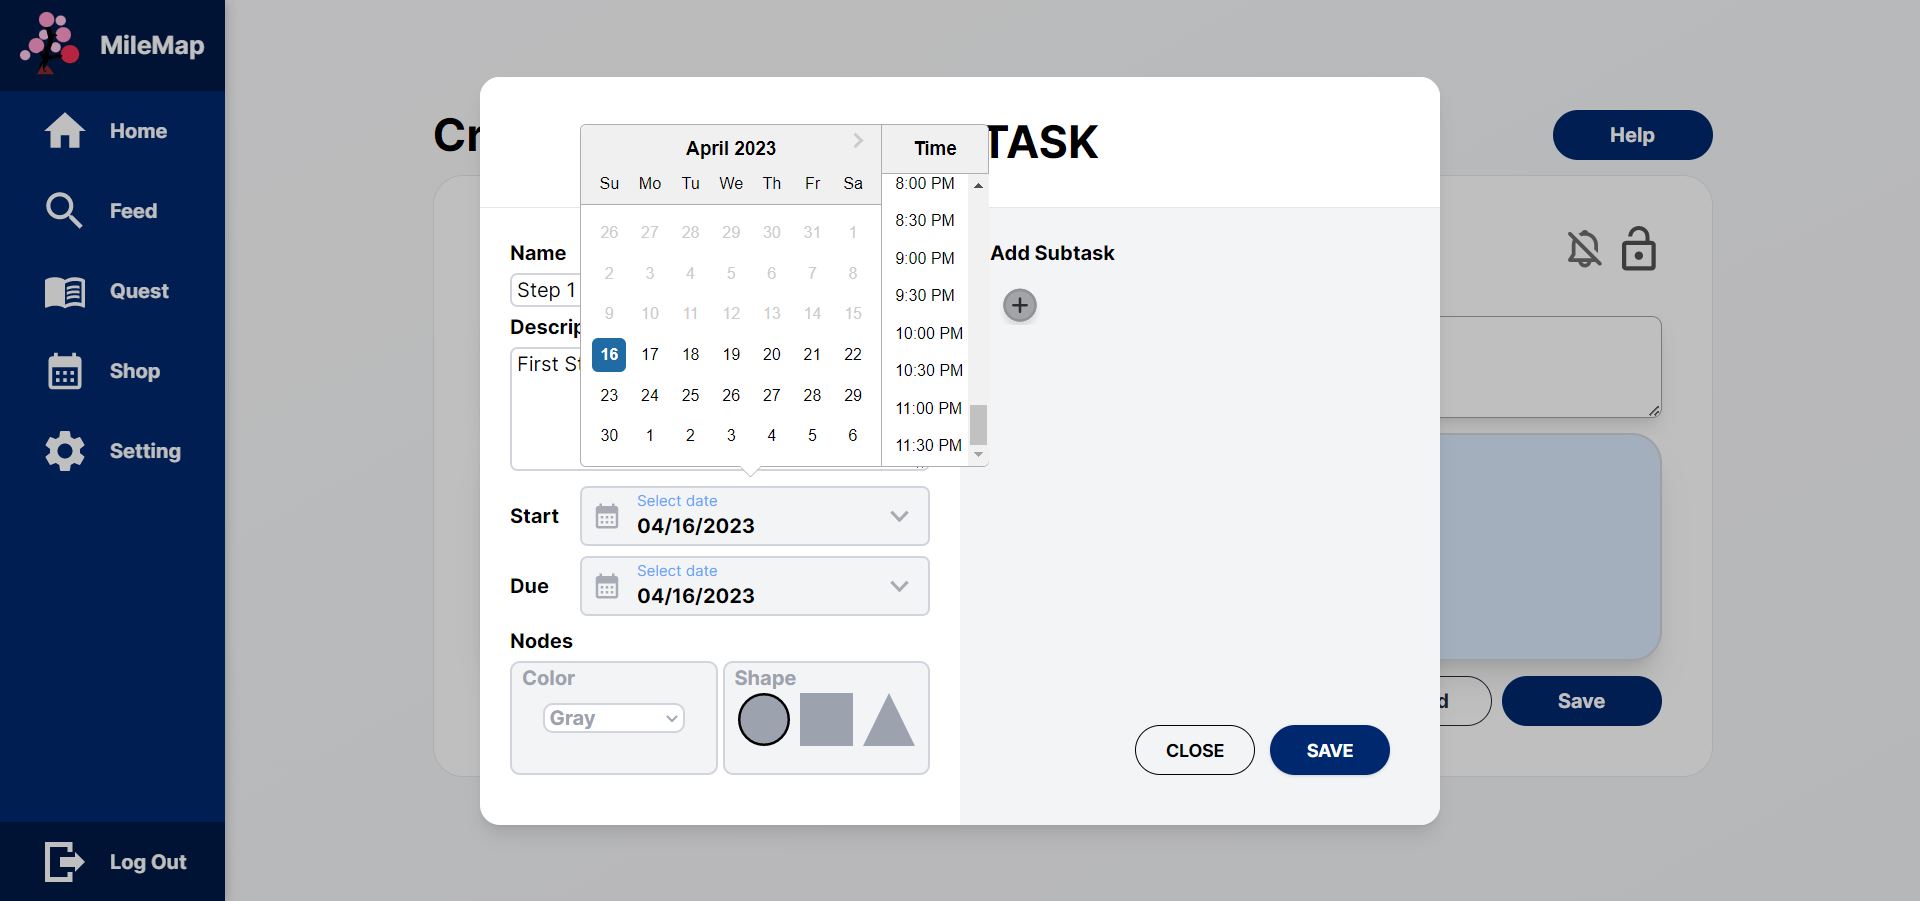 MileMap
Home
Feed
Quest
Shop
Setting
Log Out
Cr
TASK
Help
April 2023
Time
Su Mo Tu We Th Fr Sa
26 27 28 29 30 31 1
2 3 4 5 6 7 8
9 10 11 12 13 14 15
16 17 18 19 20 21 22
23 24 25 26 27 28 29
30 1 2 3 4 5 6
8:00 PM
8:30 PM
9:00 PM
9:30 PM
10:00 PM
10:30 PM
11:00 PM
11:30 PM
Name
Step 1
Descrip
First St
Start
Select date
04/16/2023
Due
Select date
04/16/2023
Nodes
Color
Gray
Shape
Add Subtask
CLOSE
SAVE
d
Save